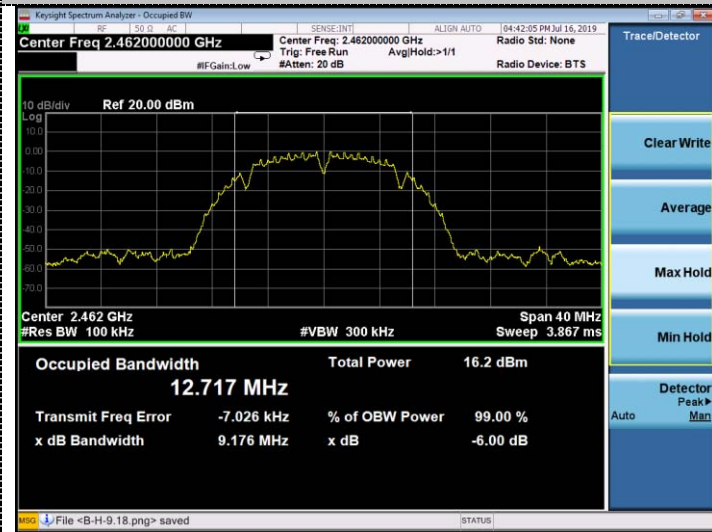 Keysight Spectrum Analyzer - Occupied BW
RF 50 Ω AC SENSE:INT ALIGN AUTO 04:42:05 PM Jul 16, 2019
Center Freq 2.462000000 GHz
Center Freq: 2.462000000 GHz
Radio Std: None
Trig: Free Run Avg|Hold:>1/1
#IFGain:Low #Atten: 20 dB Radio Device: BTS
10 dB/div Ref 20.00 dBm
Log
10.0
0.00
-10.0
-20.0
-30.0
-40.0
-50.0
-60.0
-70.0
Center 2.462 GHz Span 40 MHz
#Res BW 100 kHz #VBW 300 kHz Sweep 3.867 ms
Occupied Bandwidth Total Power 16.2 dBm
12.717 MHz
Transmit Freq Error -7.026 kHz % of OBW Power 99.00 %
x dB Bandwidth 9.176 MHz x dB -6.00 dB
MSG File <B-H-9.18.png> saved STATUS
Trace/Detector
Clear Write
Average
Max Hold
Min Hold
Detector
Peak▶
Auto Man